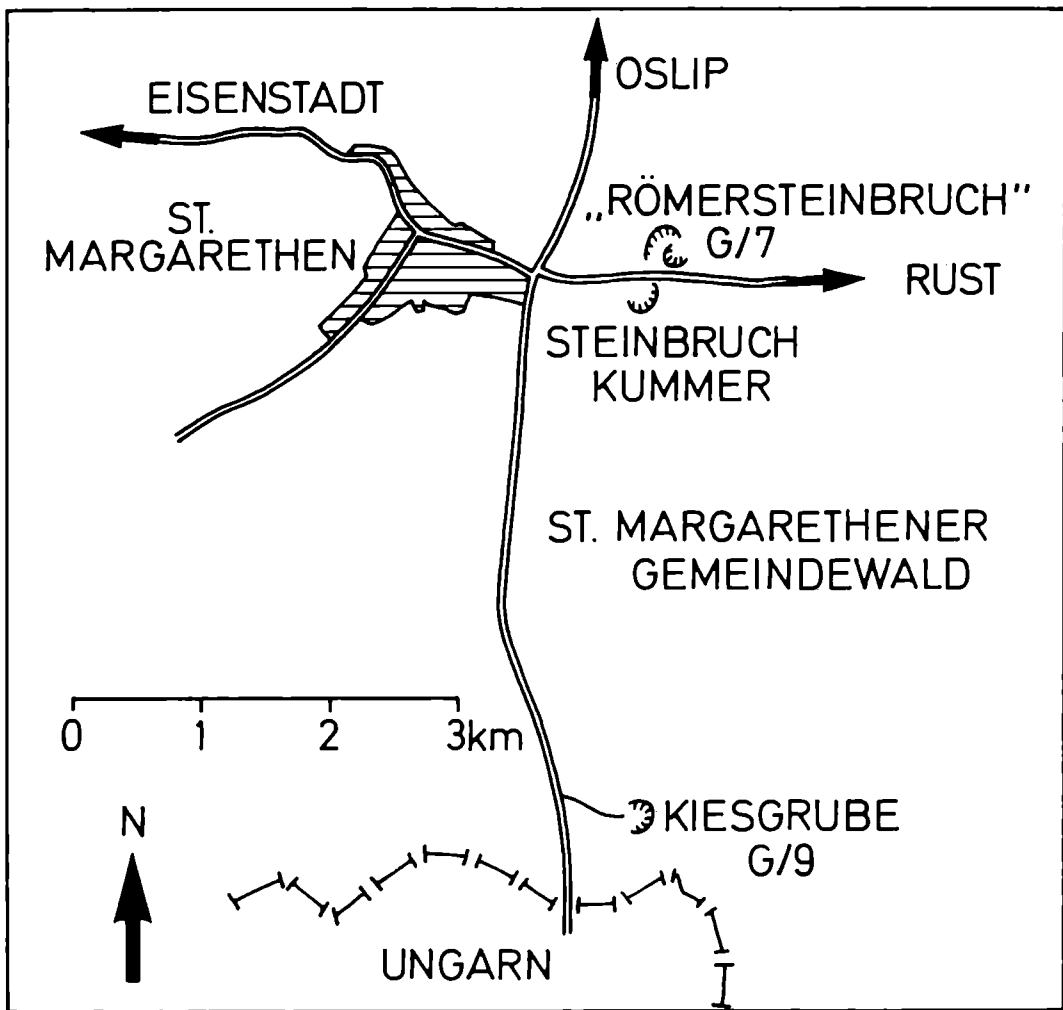 OSLIP
EISENSTADT
„RÖMERSTEINBRUCH“
G/7
ST.
MARGARETHEN
RUST
STEINBRUCH
KUMMER
ST. MARGARETHENER
GEMEINDEWALD
0 1 2 3km
N
KIESGRUBE
G/9
UNGARN